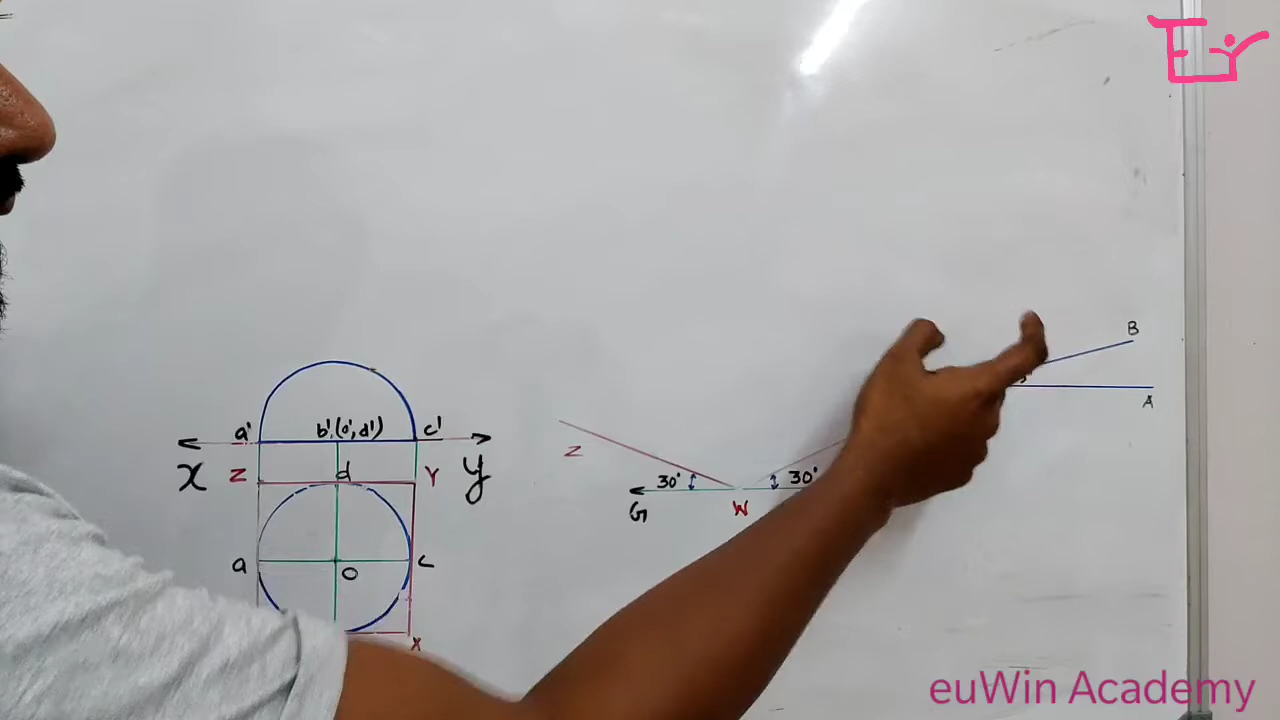 B
A
a' b',(o',d') c'
X Z d Y y
Z
30° 30°
G W
a O c
X
euWin Academy